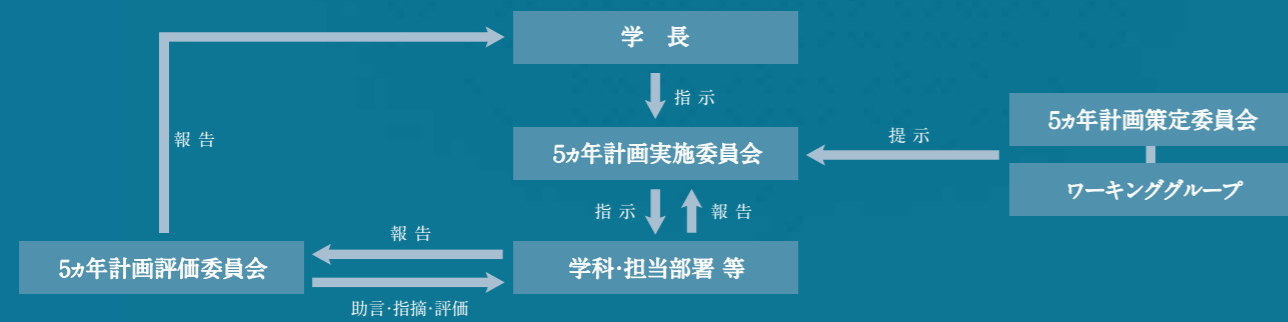 学 長
指 示
5ヵ年計画策定委員会
報 告
提 示
5ヵ年計画実施委員会
ワーキンググループ
指 示
報 告
報 告
5ヵ年計画評価委員会
学科・担当部署 等
助言・指摘・評価